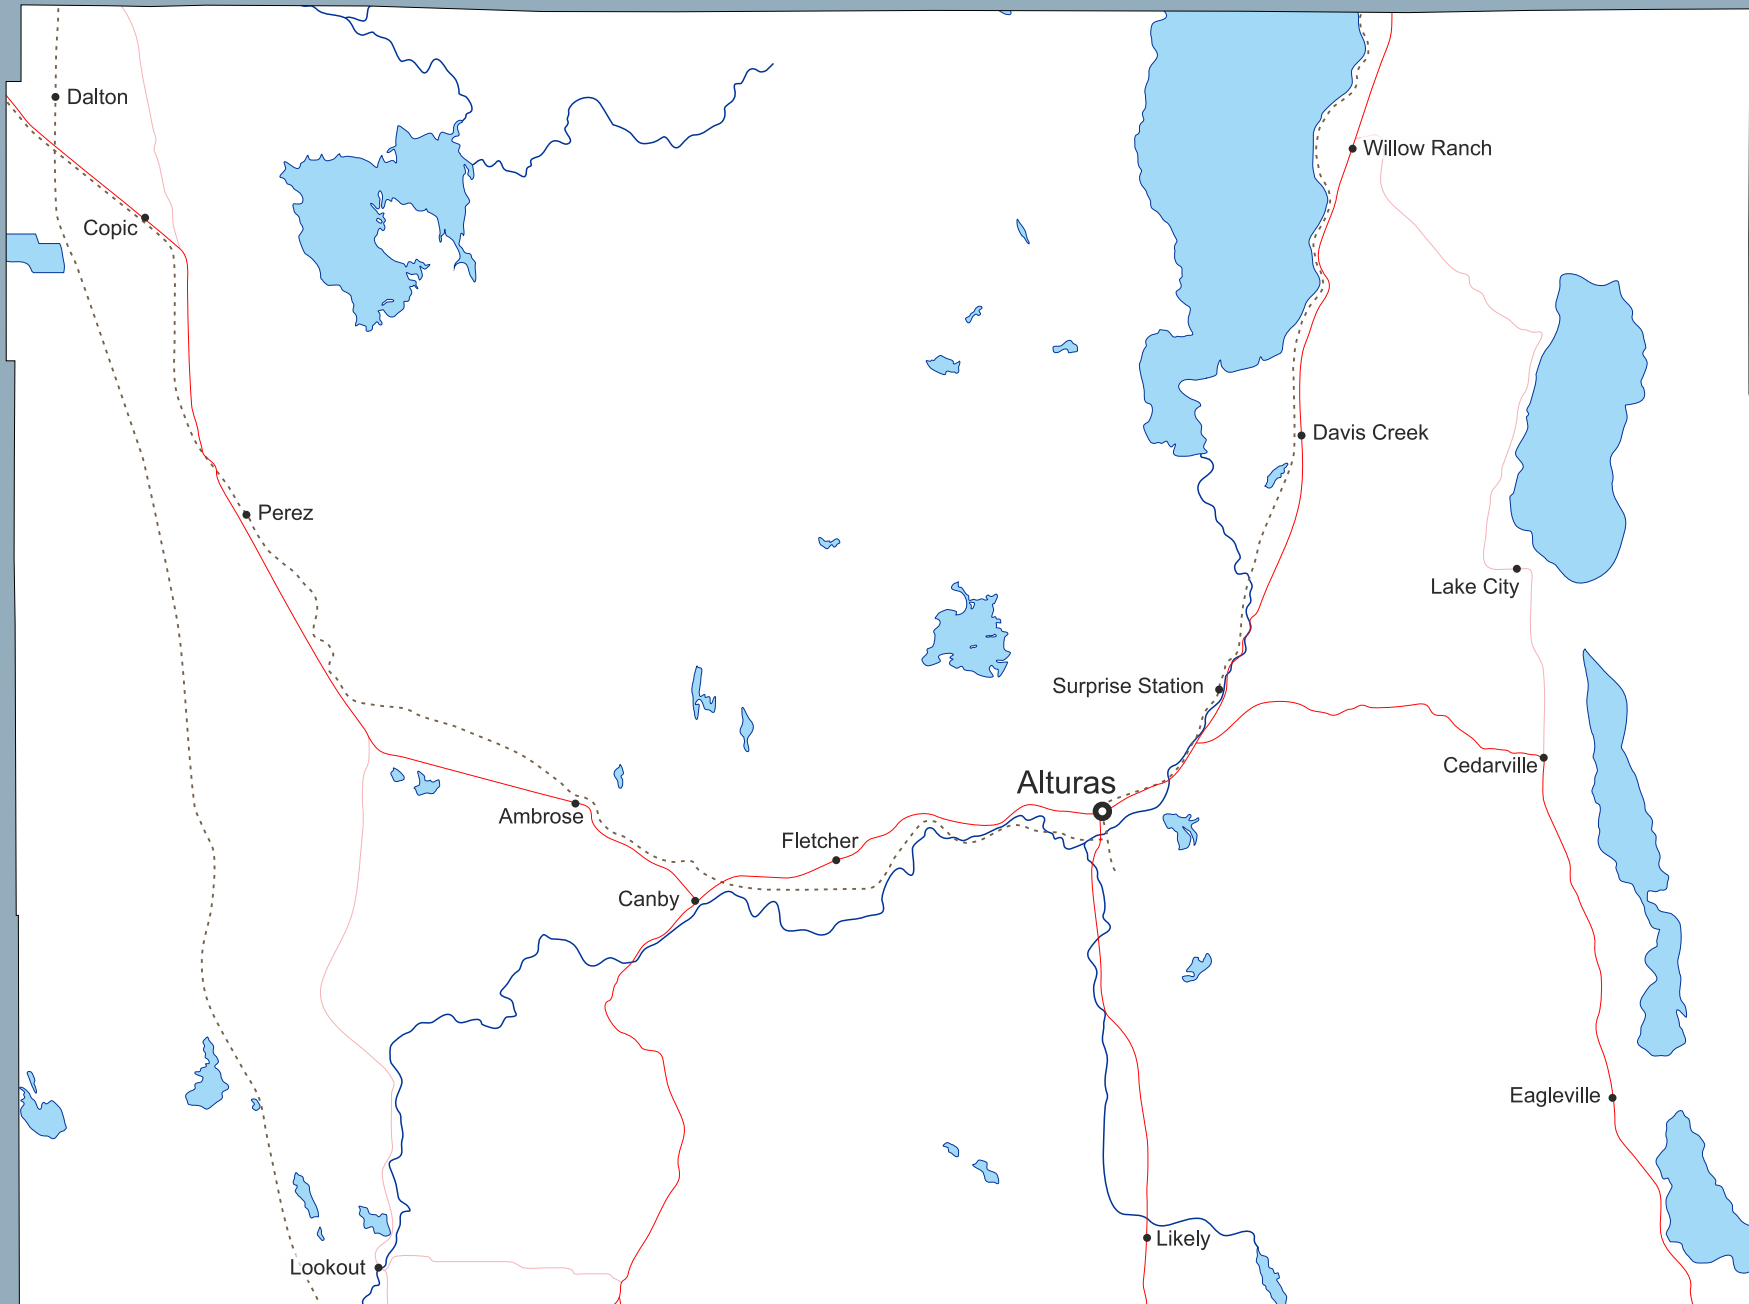 Dalton
Willow Ranch
Copic
Davis Creek
Perez
Lake City
Surprise Station
Cedarville
Alturas
Ambrose
Fletcher
Canby
Eagleville
Likely
Lookout